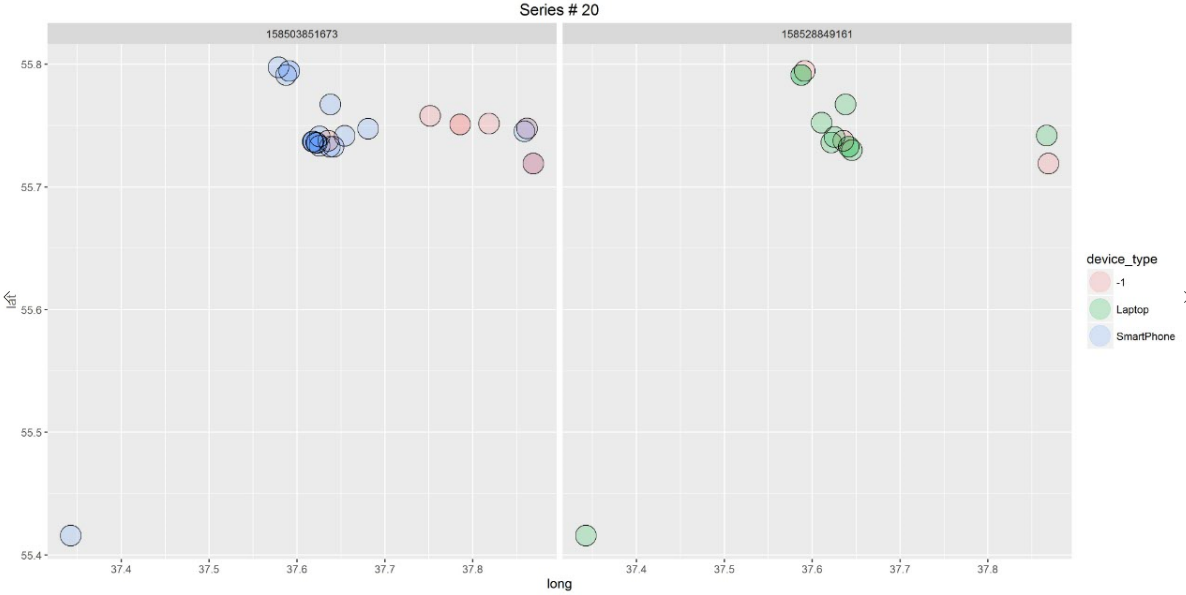 Series # 20
158503851673 158528849161
55.8
55.7
55.6
55.5
55.4
lat
37.4 37.5 37.6 37.7 37.8 37.4 37.5 37.6 37.7 37.8
long
device_type
-1
Laptop
SmartPhone